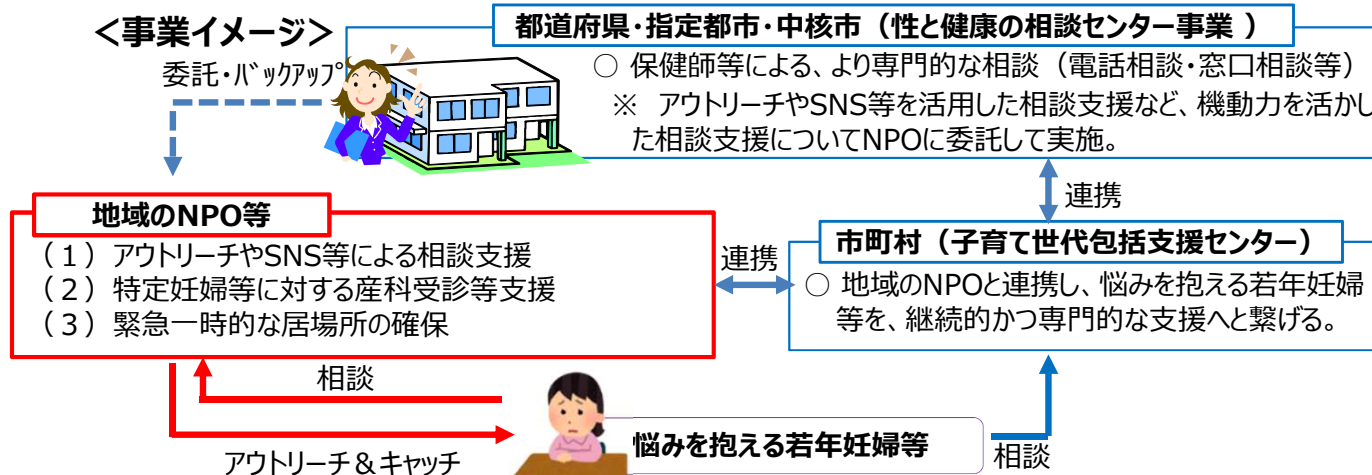 <事業イメージ>
委託・バックアップ
都道府県・指定都市・中核市（性と健康の相談センター事業 ）
○ 保健師等による、より専門的な相談（電話相談・窓口相談等）
※ アウトリーチやSNS等を活用した相談支援など、機動力を活かし
た相談支援についてNPOに委託して実施。
連携
地域のNPO等
（１）アウトリーチやSNS等による相談支援
（２）特定妊婦等に対する産科受診等支援
（３）緊急一時的な居場所の確保
連携
市町村（子育て世代包括支援センター）
○ 地域のNPOと連携し、悩みを抱える若年妊婦
等を、継続的かつ専門的な支援へと繋げる。
相談
アウトリーチ＆キャッチ
悩みを抱える若年妊婦等
相談